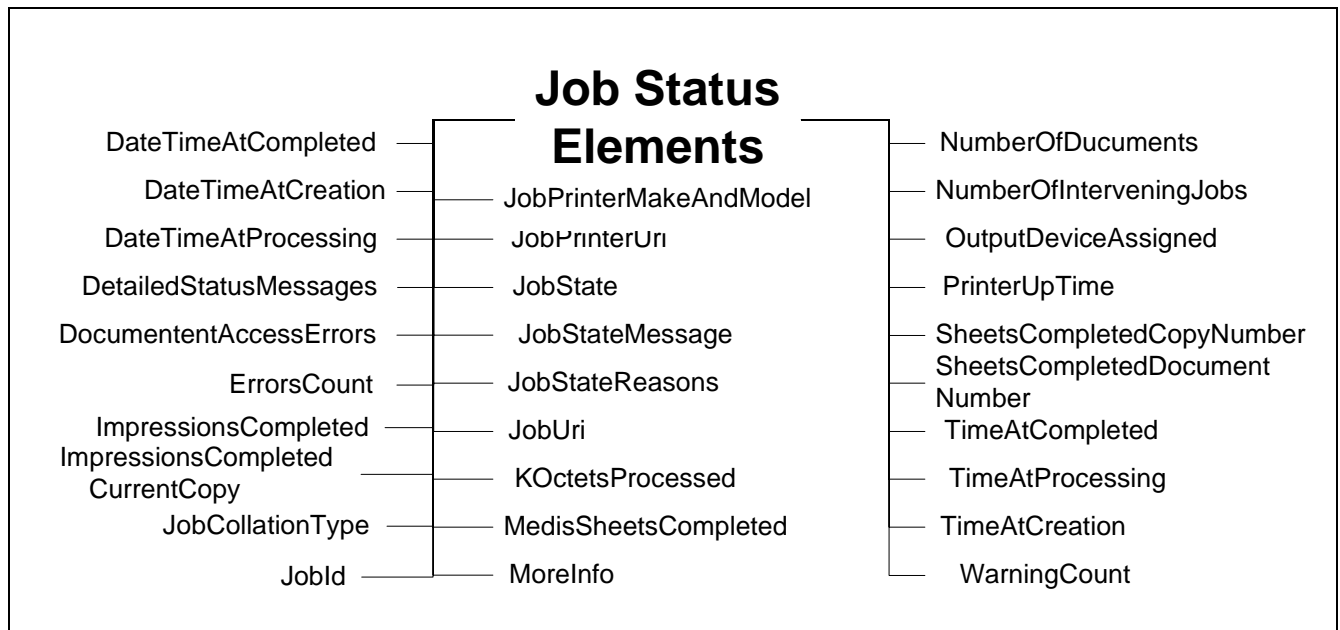 Job Status
Elements
DateTimeAtCompleted
DateTimeAtCreation
DateTimeAtProcessing
DetailedStatusMessages
DocumententAccessErrors
ErrorsCount
ImpressionsCompleted
ImpressionsCompleted
CurrentCopy
JobCollationType
JobId
JobPrinterMakeAndModel
JobPrinterUri
JobState
JobStateMessage
JobStateReasons
JobUri
KOctetsProcessed
MedisSheetsCompleted
MoreInfo
NumberOfDucuments
NumberOfInterveningJobs
OutputDeviceAssigned
PrinterUpTime
SheetsCompletedCopyNumber
SheetsCompletedDocument
Number
TimeAtCompleted
TimeAtProcessing
TimeAtCreation
WarningCount